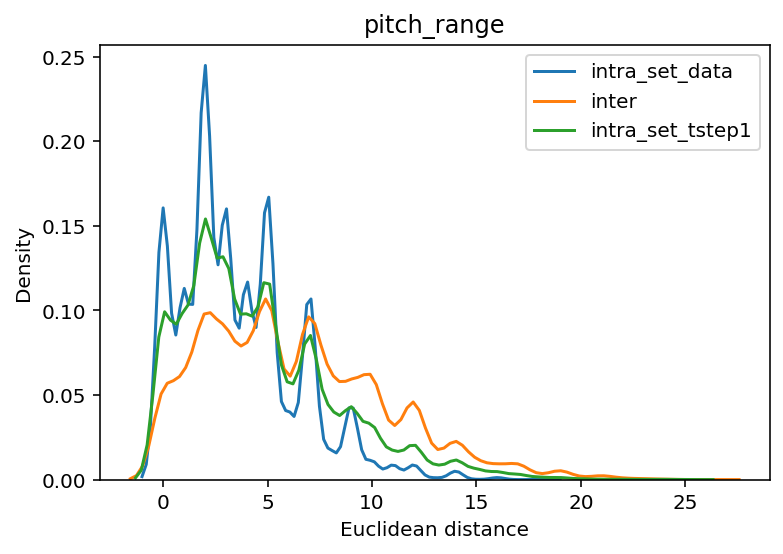 pitch_range
intra_set_data
inter
intra_set_tstep1
Density
0.25
0.20
0.15
0.10
0.05
0.00
0 5 10 15 20 25
Euclidean distance